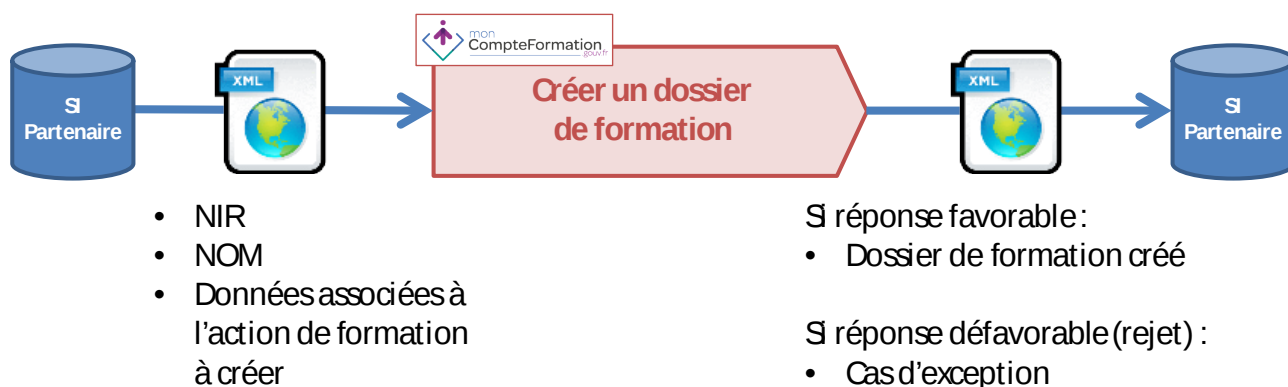 mon
CompteFormation
.gouv.fr
XML
XML
SI
Partenaire
Créer un dossier
de formation
SI
Partenaire
• NIR
• NOM
• Données associées à
l’action de formation
à créer
Si réponse favorable :
• Dossier de formation créé
Si réponse défavorable (rejet) :
• Cas d'exception